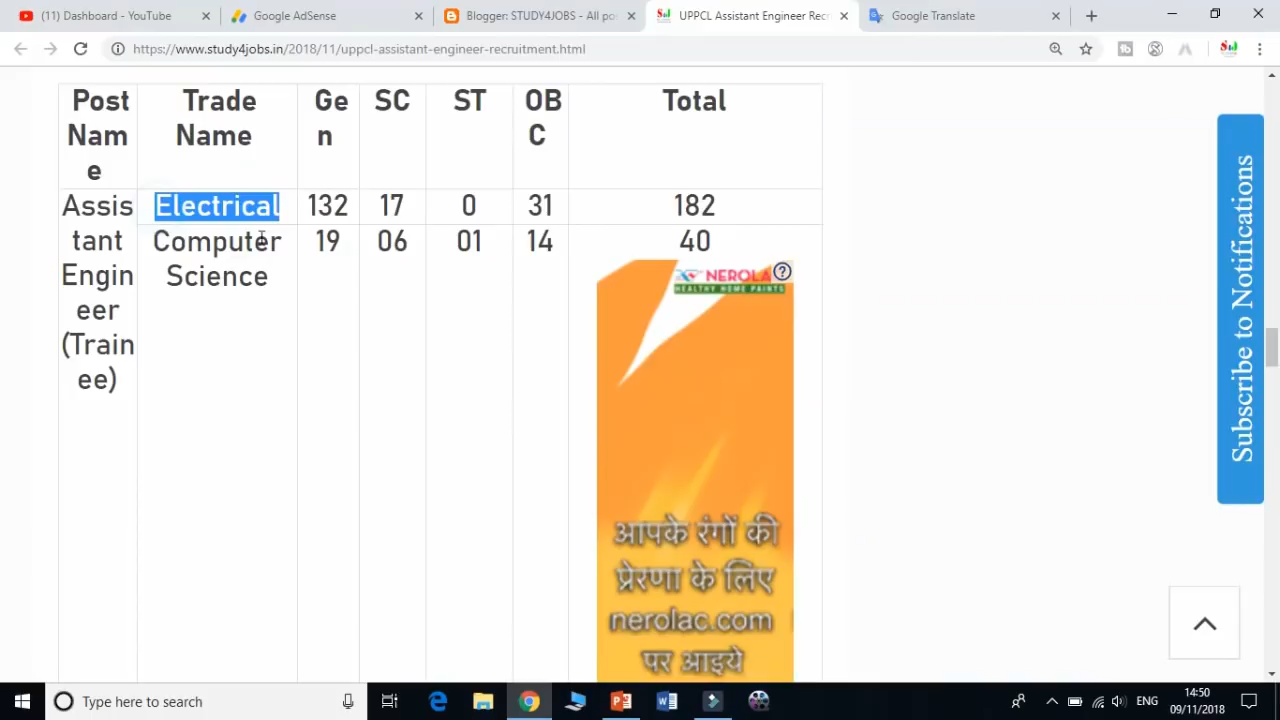 (11) Dashboard - YouTube
Google AdSense
Blogger: STUDY4JOBS - All pos
UPPCL Assistant Engineer Recr
Google Translate
https://www.study4jobs.in/2018/11/uppcl-assistant-engineer-recruitment.html
Post Trade Ge SC ST OB Total
Nam Name n C
e
Assis Electrical 132 17 0 31 182
tant Computer 19 06 01 14 40
Engin Science
eer
(Train
ee)
NEROLA
HEALTHY HOME PAINTS
आपके रंगों की
प्रेरणा के लिए
nerolac.com
पर आइये
Subscribe to Notifications
Type here to search
ENG
14:50
09/11/2018